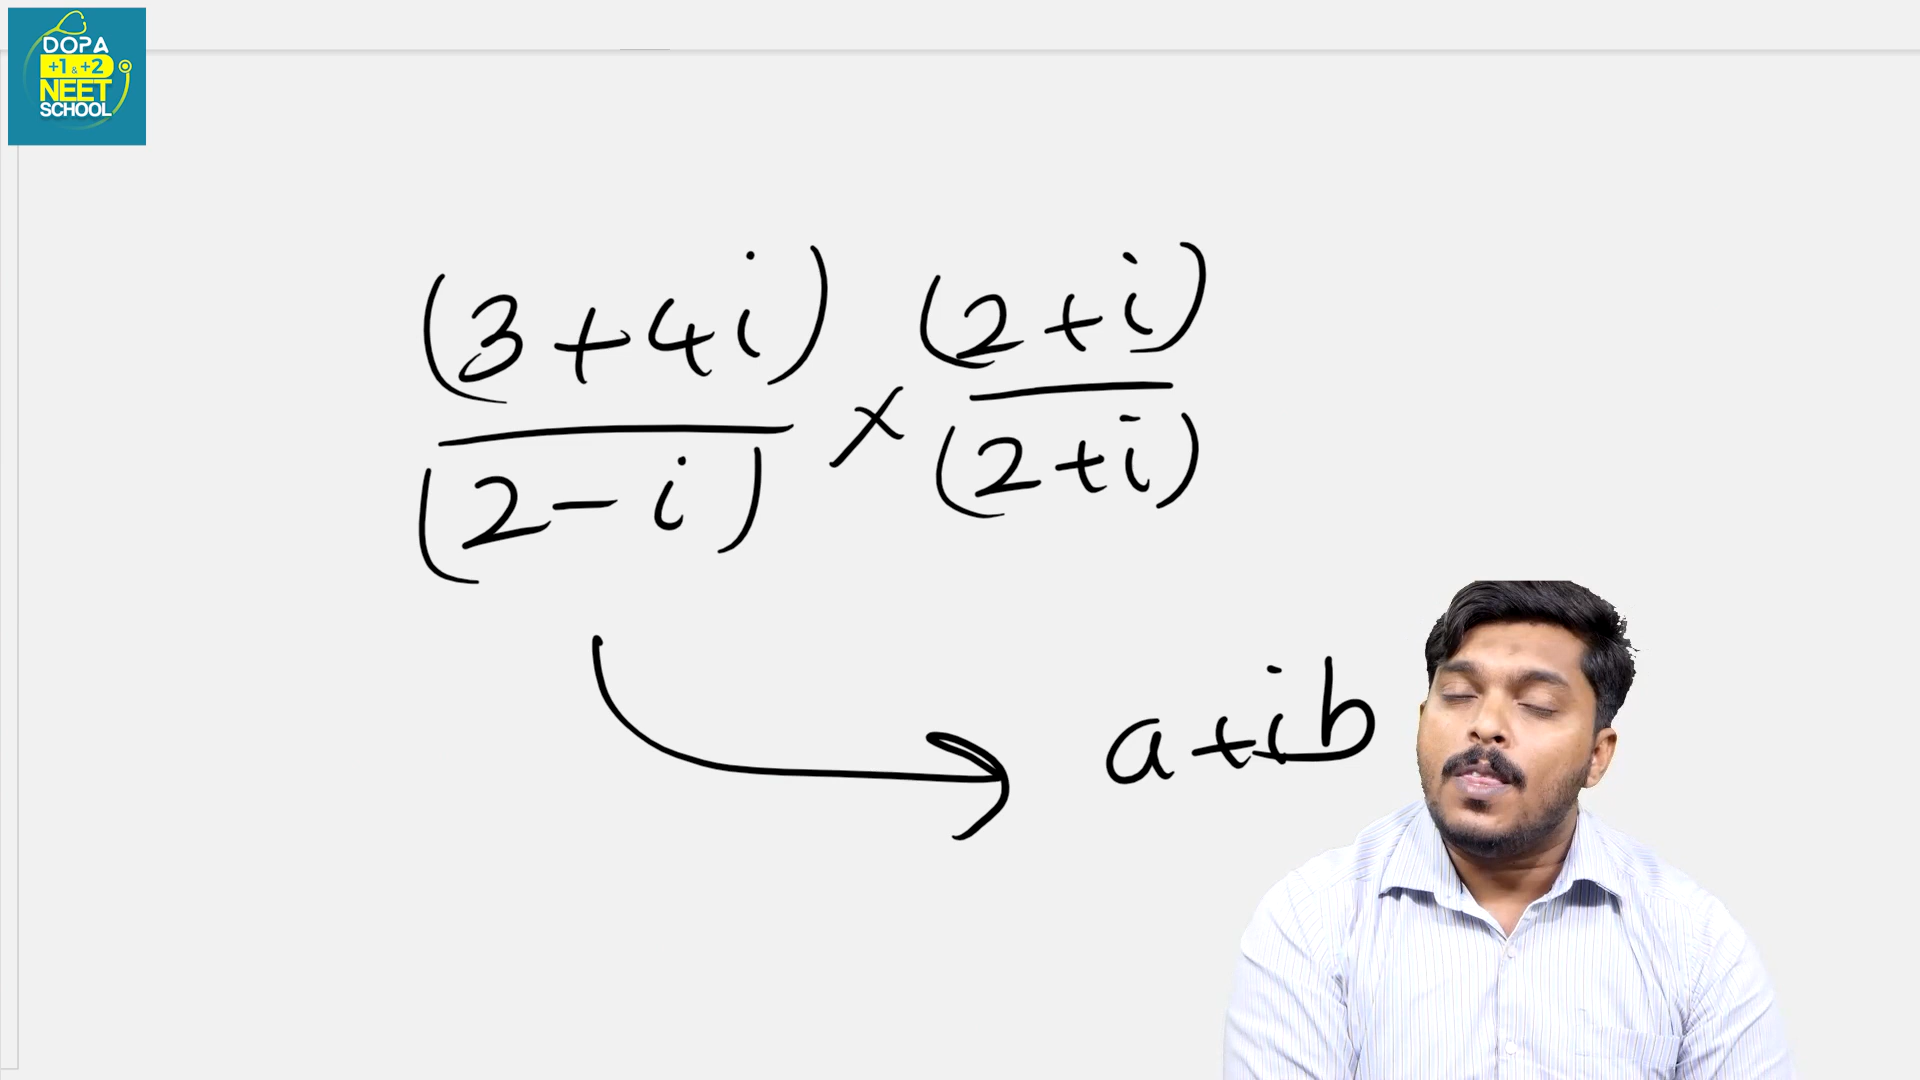 DOPA
+1 & +2
NEET
SCHOOL
(3+4i) (2+i)
×
(2-i) (2+i)
a+ib